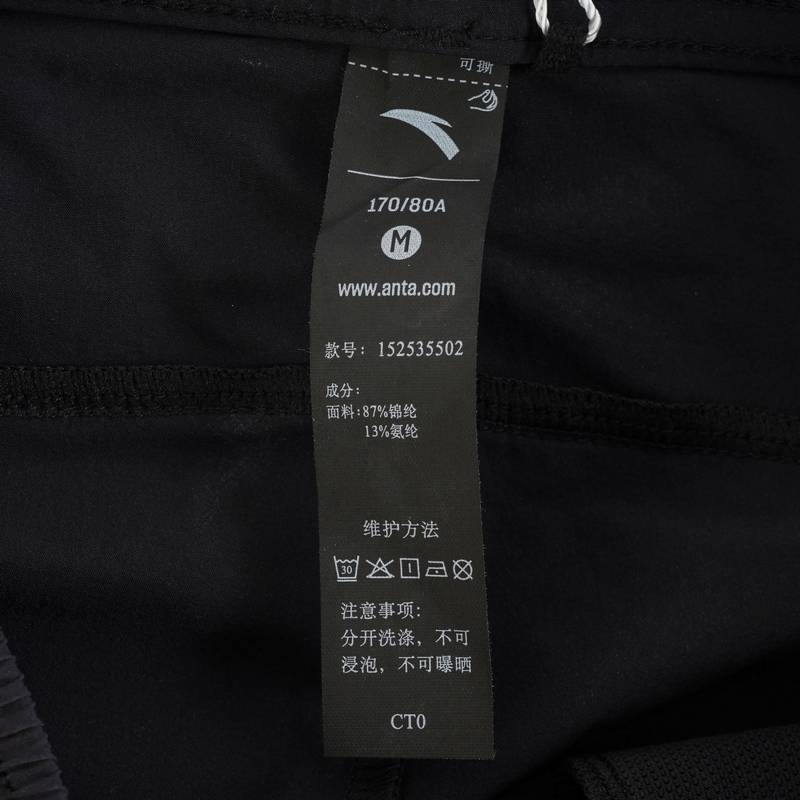 可撕
170/80A
M
www.anta.com
款号：152535502
成分：
面料:87%锦纶
13%氨纶
维护方法
30
注意事项：
分开洗涤，不可
浸泡，不可曝晒
CT0